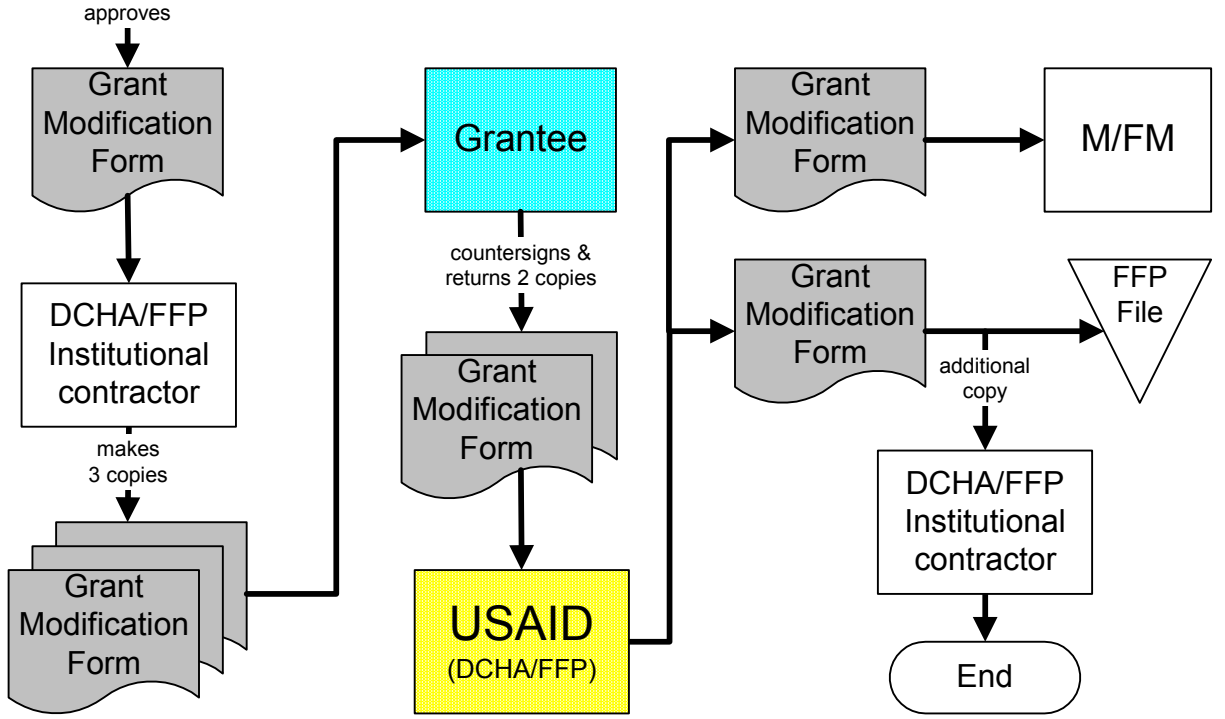 approves
Grant
Modification
Form
DCHA/FFP
Institutional
contractor
makes
3 copies
Grant
Modification
Form
Grantee
countersigns &
returns 2 copies
Grant
Modification
Form
USAID
(DCHA/FFP)
Grant
Modification
Form
M/FM
Grant
Modification
Form
FFP
File
additional
copy
DCHA/FFP
Institutional
contractor
End